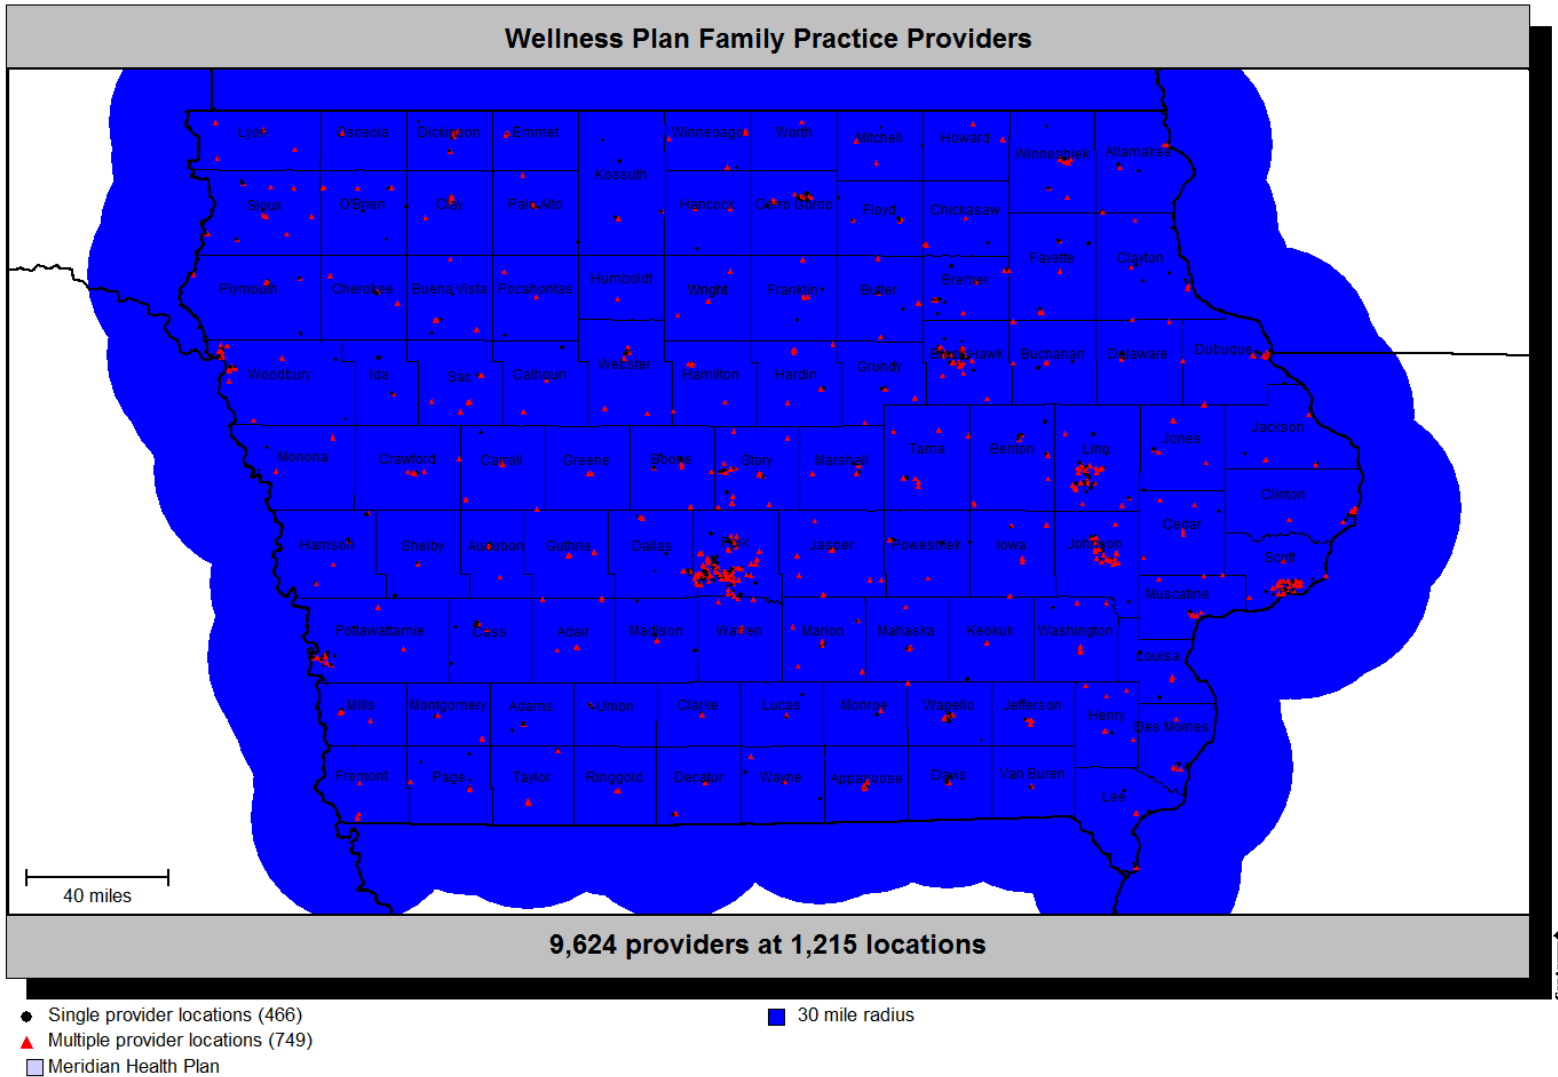 Wellness Plan Family Practice Providers
Lyon Osceola Dickinson Emmet Winnebago Worth Mitchell Howard Winneshiek Allamakee
Kossuth
Sioux O'Brien Clay Palo Alto Hancock Cerro Gordo Floyd Chickasaw
Fayette Clayton
Plymouth Cherokee Buena Vista Pocahontas Humboldt Wright Franklin Butler Bremer
Woodbury Ida Sac Calhoun Webster Hamilton Hardin Grundy Black Hawk Buchanan Delaware Dubuque
Monona Crawford Carroll Greene Boone Story Marshall Tama Benton Linn Jones Jackson
Clinton
Harrison Shelby Audubon Guthrie Dallas Polk Jasper Poweshiek Iowa Johnson Cedar
Scott
Muscatine
Pottawattamie Cass Adair Madison Warren Marion Mahaska Keokuk Washington
Louisa
Mills Montgomery Adams Union Clarke Lucas Monroe Wapello Jefferson Henry
Des Moines
Fremont Page Taylor Ringgold Decatur Wayne Appanoose Davis Van Buren
Lee
40 miles
9,624 providers at 1,215 locations
Single provider locations (466)
Multiple provider locations (749)
Meridian Health Plan
30 mile radius